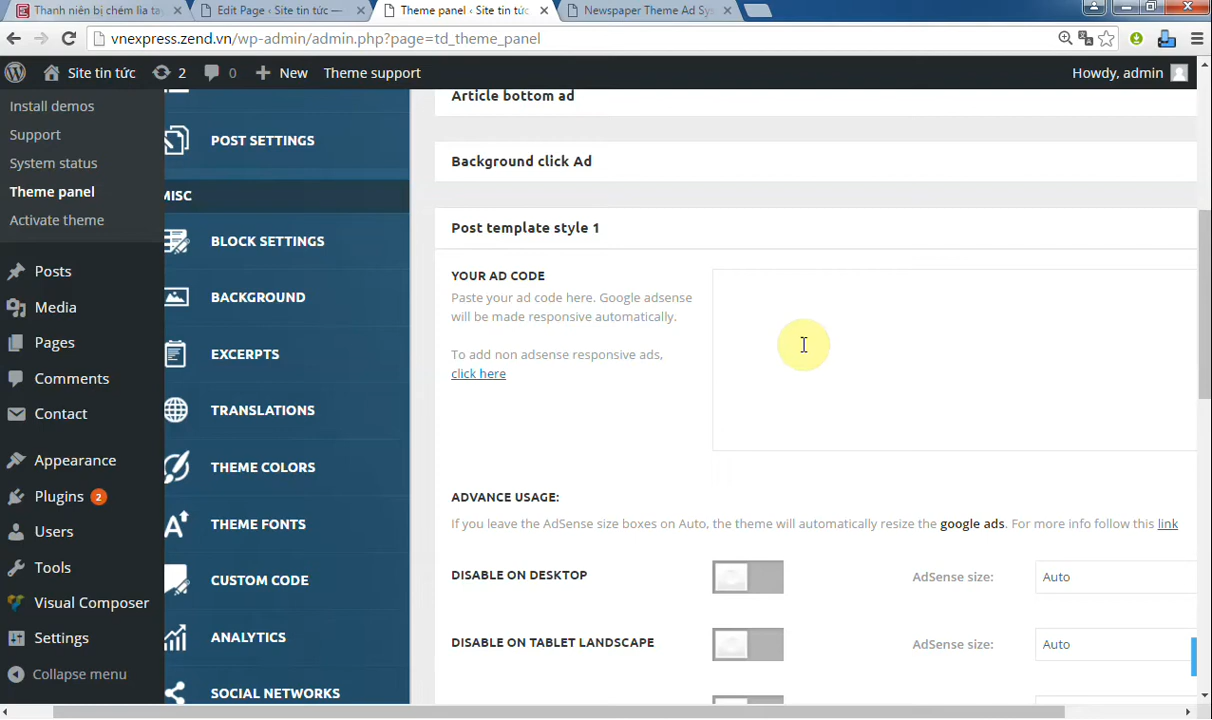 Thanh niên bị chém lìa tay
Edit Page ‹ Site tin tức —
Theme panel ‹ Site tin tức
Newspaper Theme Ad Sys
vnexpress.zend.vn/wp-admin/admin.php?page=td_theme_panel
Site tin tức 2 0 New Theme support Howdy, admin
Install demos
Support
System status
Theme panel
Activate theme
Posts
Media
Pages
Comments
Contact
Appearance
Plugins 2
Users
Tools
Visual Composer
Settings
Collapse menu
POST SETTINGS
MISC
BLOCK SETTINGS
BACKGROUND
EXCERPTS
TRANSLATIONS
THEME COLORS
THEME FONTS
CUSTOM CODE
ANALYTICS
SOCIAL NETWORKS
Article bottom ad
Background click Ad
Post template style 1
YOUR AD CODE
Paste your ad code here. Google adsense
will be made responsive automatically.
To add non adsense responsive ads,
click here
ADVANCE USAGE:
If you leave the AdSense size boxes on Auto, the theme will automatically resize the google ads. For more info follow this link
DISABLE ON DESKTOP AdSense size: Auto
DISABLE ON TABLET LANDSCAPE AdSense size: Auto